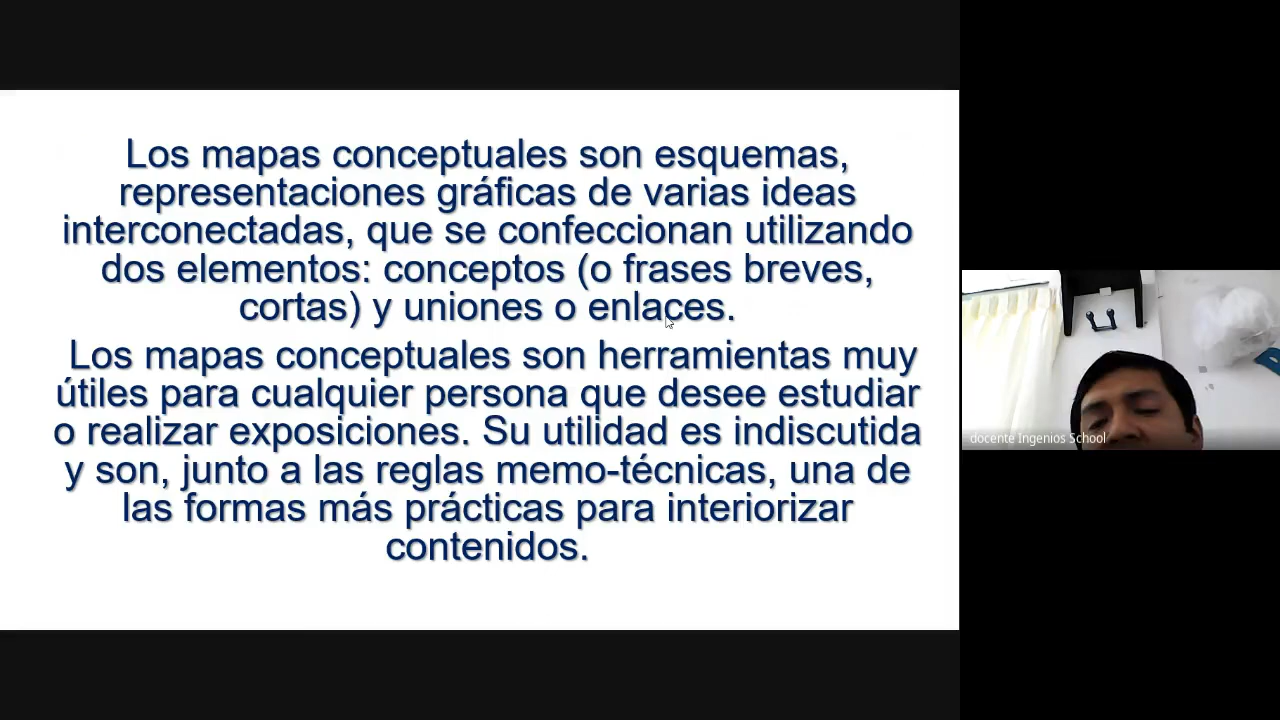 Los mapas conceptuales son esquemas,
representaciones gráficas de varias ideas
interconectadas, que se confeccionan utilizando
dos elementos: conceptos (o frases breves,
cortas) y uniones o enlaces.
Los mapas conceptuales son herramientas muy
útiles para cualquier persona que desee estudiar
o realizar exposiciones. Su utilidad es indiscutida
y son, junto a las reglas memo-técnicas, una de
las formas más prácticas para interiorizar
contenidos.
docente Ingenios School